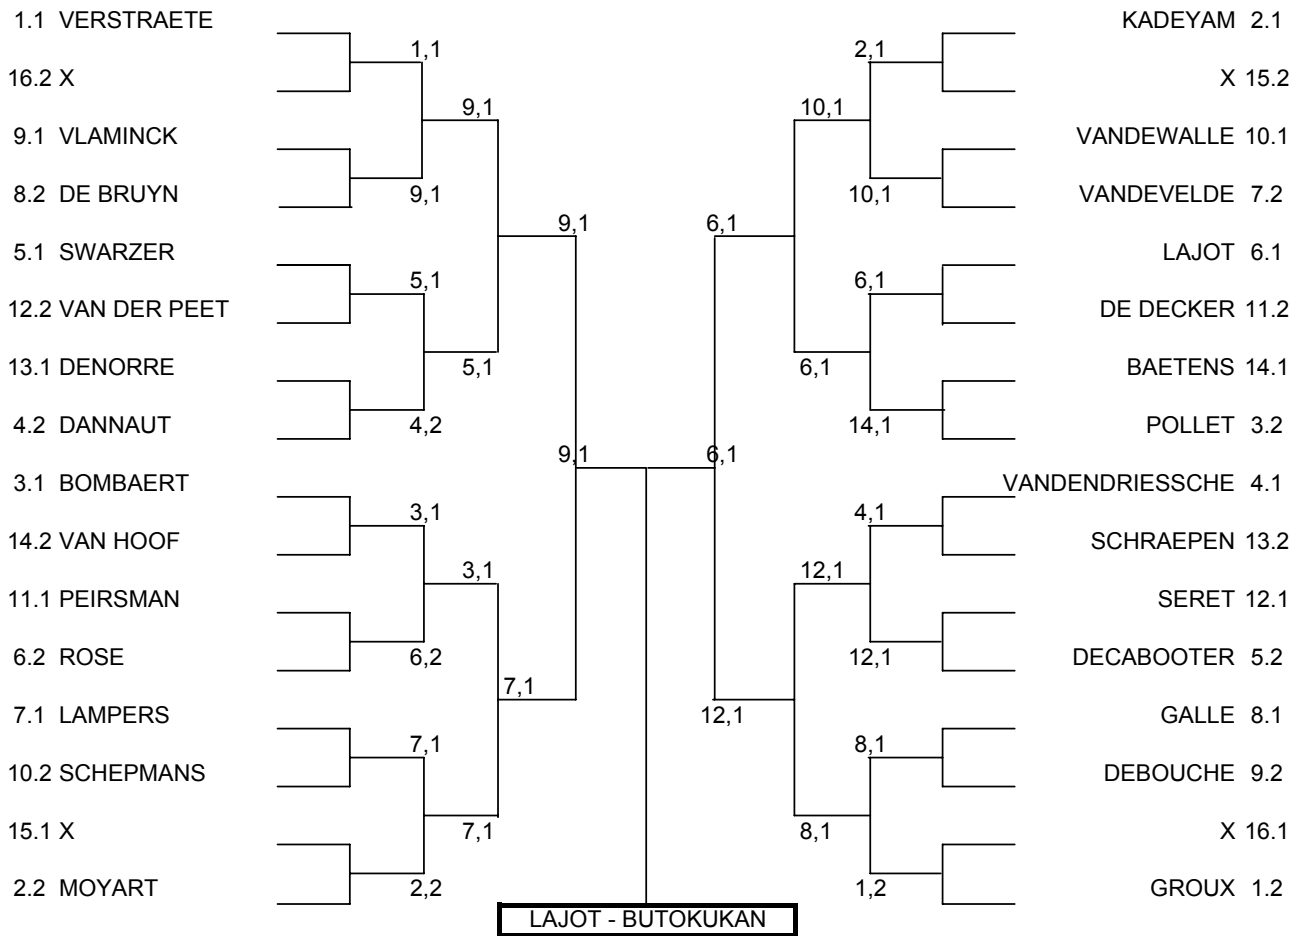 1.1 VERSTRAETE KADEYAM 2.1
1,1 2,1
16.2 X X 15.2
9,1 10,1
9.1 VLAMINCK VANDEWALLE 10.1
8.2 DE BRUYN 9,1 10,1 VANDEVELDE 7.2
9,1 6,1
5.1 SWARZER LAJOT 6.1
5,1 6,1
12.2 VAN DER PEET DE DECKER 11.2
13.1 DENORRE 5,1 6,1 BAETENS 14.1
4.2 DANNAUT 4,2 14,1 POLLET 3.2
9,1 6,1
3.1 BOMBAERT VANDENDRIESSCHE 4.1
3,1 4,1
14.2 VAN HOOF SCHRAEPEN 13.2
3,1 12,1
11.1 PEIRSMAN SERET 12.1
6.2 ROSE 6,2 12,1 DECABOOTER 5.2
7,1
7.1 LAMPERS 12,1 GALLE 8.1
7,1 8,1
10.2 SCHEPMANS DEBOUCHE 9.2
15.1 X 7,1 8,1 X 16.1
2.2 MOYART 2,2 1,2 GROUX 1.2
LAJOT - BUTOKUKAN